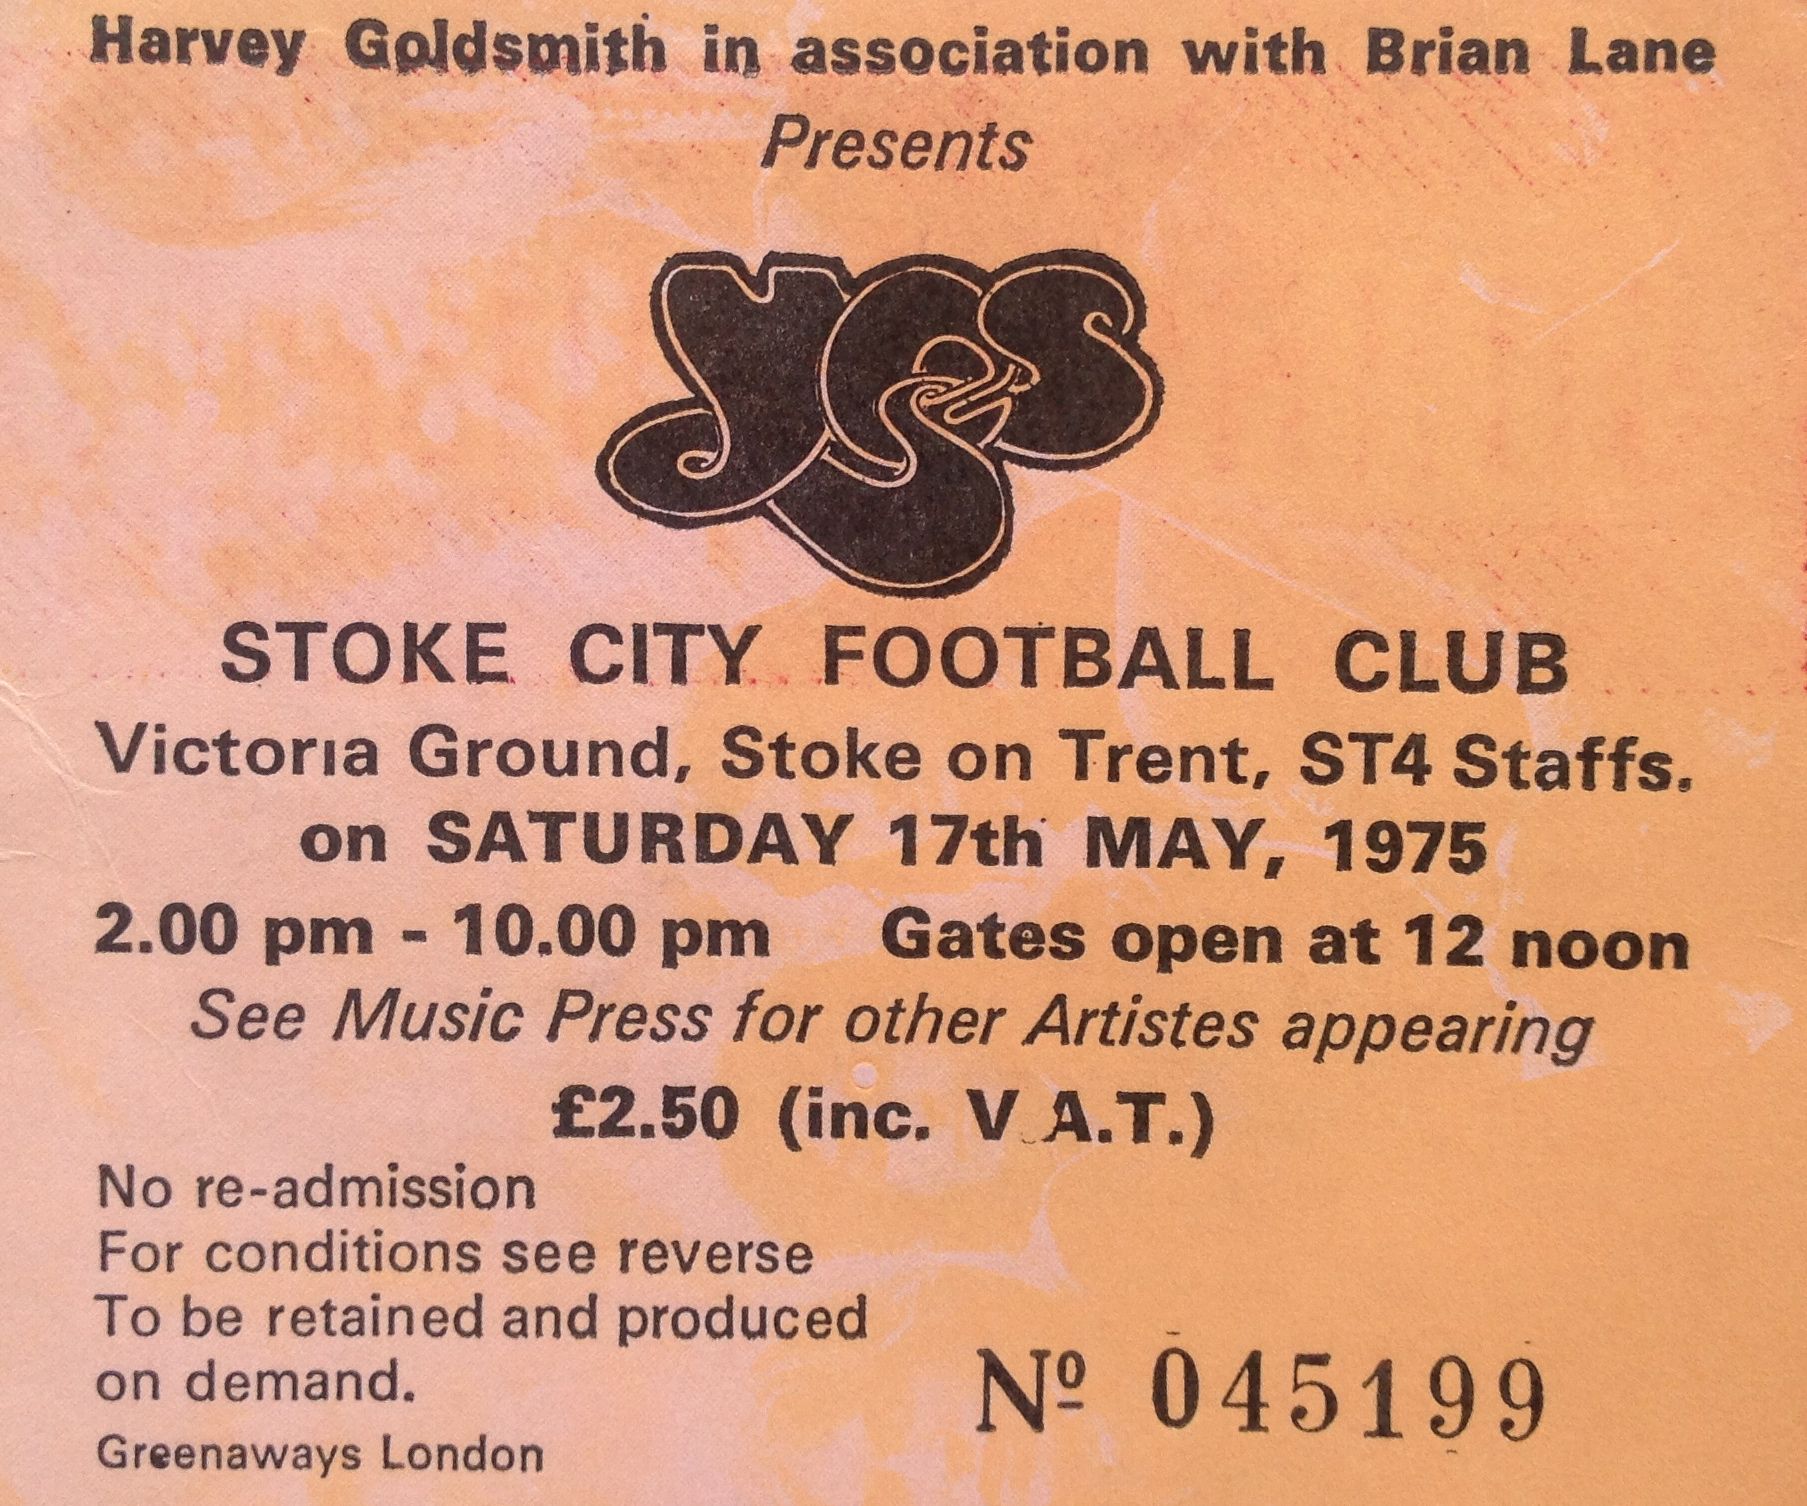 Harvey Goldsmith in association with Brian Lane
Presents
yes
STOKE CITY FOOTBALL CLUB
Victoria Ground, Stoke on Trent, ST4 Staffs.
on SATURDAY 17th MAY, 1975
2.00 pm - 10.00 pm Gates open at 12 noon
See Music Press for other Artistes appearing
£2.50 (inc. V.A.T.)
No re-admission
For conditions see reverse
To be retained and produced
on demand.
Greenaways London
Nº 045199